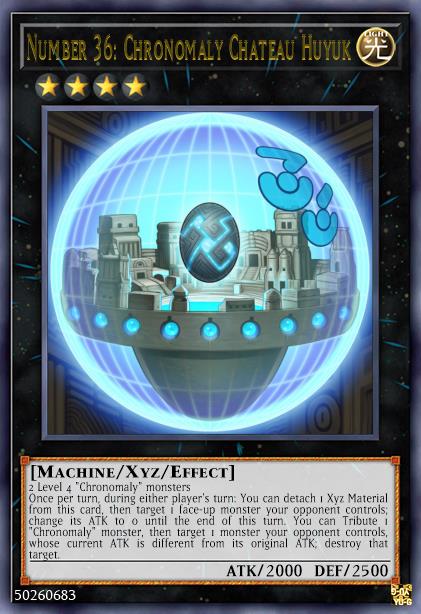 Number 36: Chronomaly Chateau Huyuk
LIGHT
光
[Machine/Xyz/Effect]
2 Level 4 "Chronomaly" monsters
Once per turn, during either player's turn: You can detach 1 Xyz Material
from this card, then target 1 face-up monster your opponent controls;
change its ATK to 0 until the end of this turn. You can Tribute 1
"Chronomaly" monster, then target 1 monster your opponent controls,
whose current ATK is different from its original ATK; destroy that
target.
ATK/2000 DEF/2500
50260683